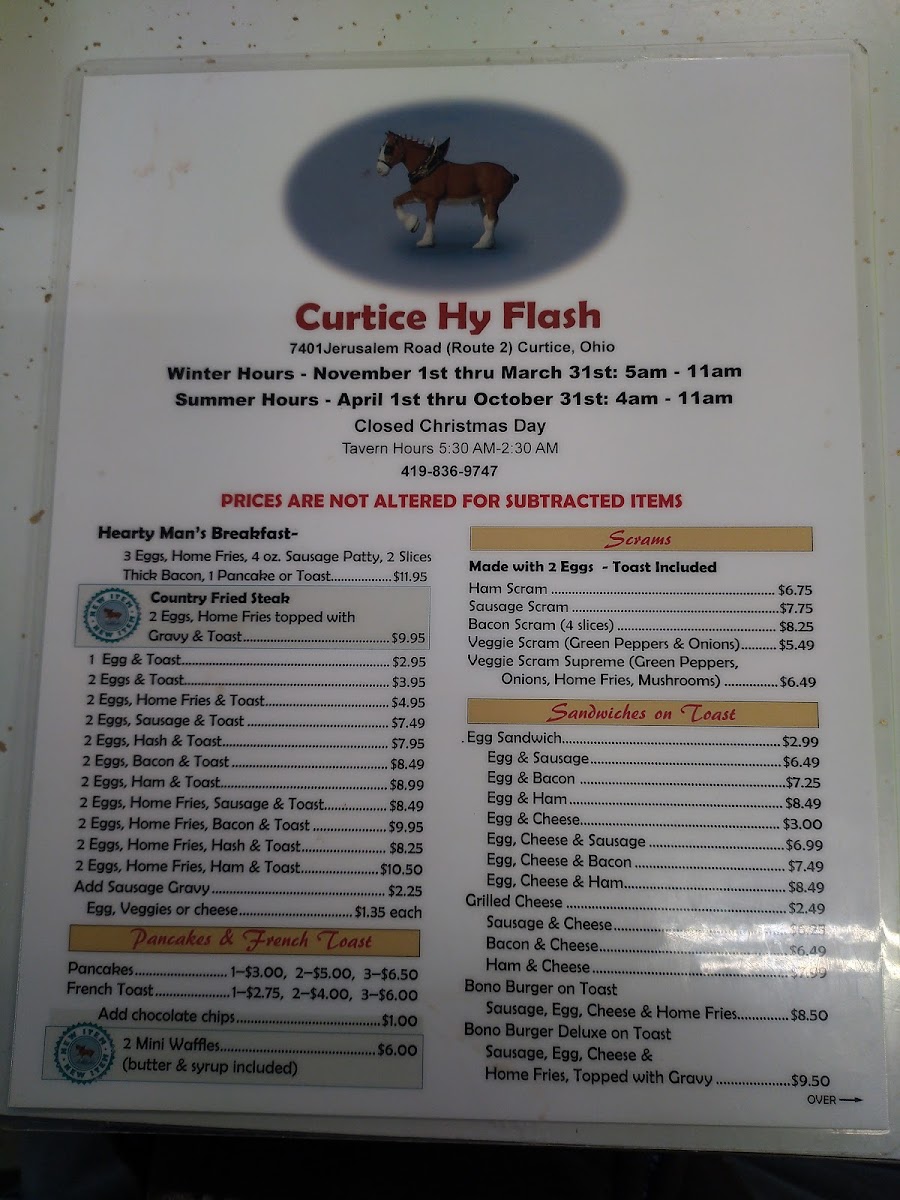 Curtice Hy Flash
7401Jerusalem Road (Route 2) Curtice, Ohio
Winter Hours - November 1st thru March 31st: 5am - 11am
Summer Hours - April 1st thru October 31st: 4am - 11am
Closed Christmas Day
Tavern Hours 5:30 AM-2:30 AM
419-836-9747
PRICES ARE NOT ALTERED FOR SUBTRACTED ITEMS
Hearty Man's Breakfast-
3 Eggs, Home Fries, 4 oz. Sausage Patty, 2 Slices
Thick Bacon, 1 Pancake or Toast................$11.95
NEW ITEM NEW ITEM
Country Fried Steak
2 Eggs, Home Fries topped with
Gravy & Toast................$9.95
1 Egg & Toast................$2.95
2 Eggs & Toast................$3.95
2 Eggs, Home Fries & Toast................$4.95
2 Eggs, Sausage & Toast................$7.49
2 Eggs, Hash & Toast................$7.95
2 Eggs, Bacon & Toast................$8.49
2 Eggs, Ham & Toast................$8.99
2 Eggs, Home Fries, Sausage & Toast................$8.49
2 Eggs, Home Fries, Bacon & Toast................$9.95
2 Eggs, Home Fries, Hash & Toast................$8.25
2 Eggs, Home Fries, Ham & Toast................$10.50
Add Sausage Gravy................$2.25
Egg, Veggies or cheese................$1.35 each
Pancakes & French Toast
Pancakes................1–$3.00, 2–$5.00, 3–$6.50
French Toast................1–$2.75, 2–$4.00, 3–$6.00
Add chocolate chips................$1.00
NEW ITEM NEW ITEM
2 Mini Waffles................$6.00
(butter & syrup included)
Scrams
Made with 2 Eggs - Toast Included
Ham Scram................$6.75
Sausage Scram................$7.75
Bacon Scram (4 slices)................$8.25
Veggie Scram (Green Peppers & Onions)................$5.49
Veggie Scram Supreme (Green Peppers,
Onions, Home Fries, Mushrooms)................$6.49
Sandwiches on Toast
Egg Sandwich................$2.99
Egg & Sausage................$6.49
Egg & Bacon................$7.25
Egg & Ham................$8.49
Egg & Cheese................$3.00
Egg, Cheese & Sausage................$6.99
Egg, Cheese & Bacon................$7.49
Egg, Cheese & Ham................$8.49
Grilled Cheese................$2.49
Sausage & Cheese................
Bacon & Cheese................$6.49
Ham & Cheese................$7.99
Bono Burger on Toast
Sausage, Egg, Cheese & Home Fries................$8.50
Bono Burger Deluxe on Toast
Sausage, Egg, Cheese &
Home Fries, Topped with Gravy................$9.50
OVER